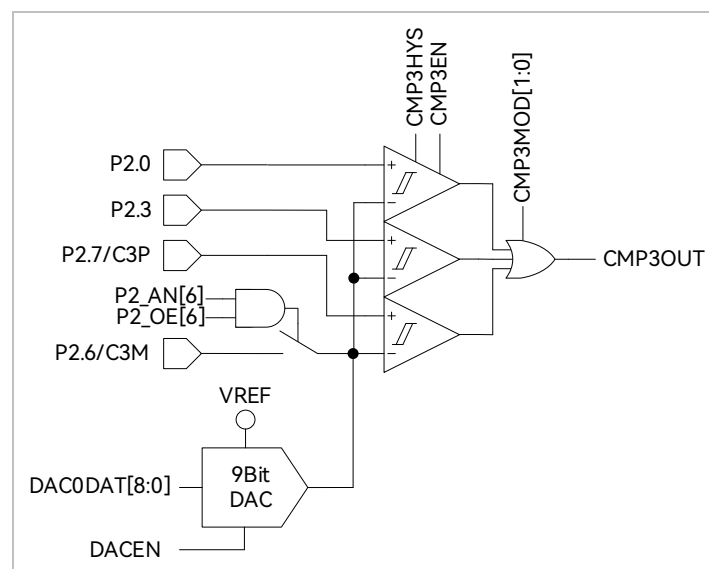 CMP3HYS
CMP3EN
CMP3MOD[1:0]
P2.0
+
−
P2.3
+
−
P2.7/C3P
+
−
CMP3OUT
P2_AN[6]
P2_OE[6]
P2.6/C3M
VREF
9Bit
DAC
DAC0DAT[8:0]
DACEN